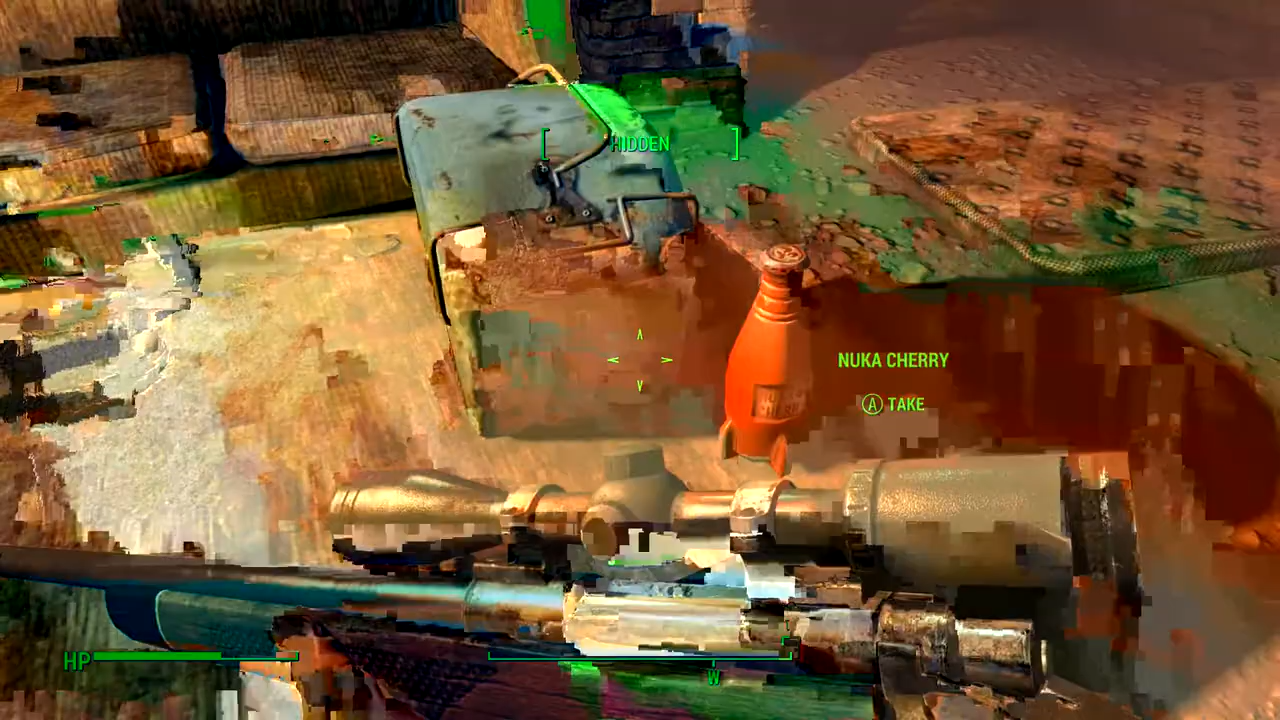 HIDDEN
NUKA CHERRY
Ⓐ TAKE
HP
W